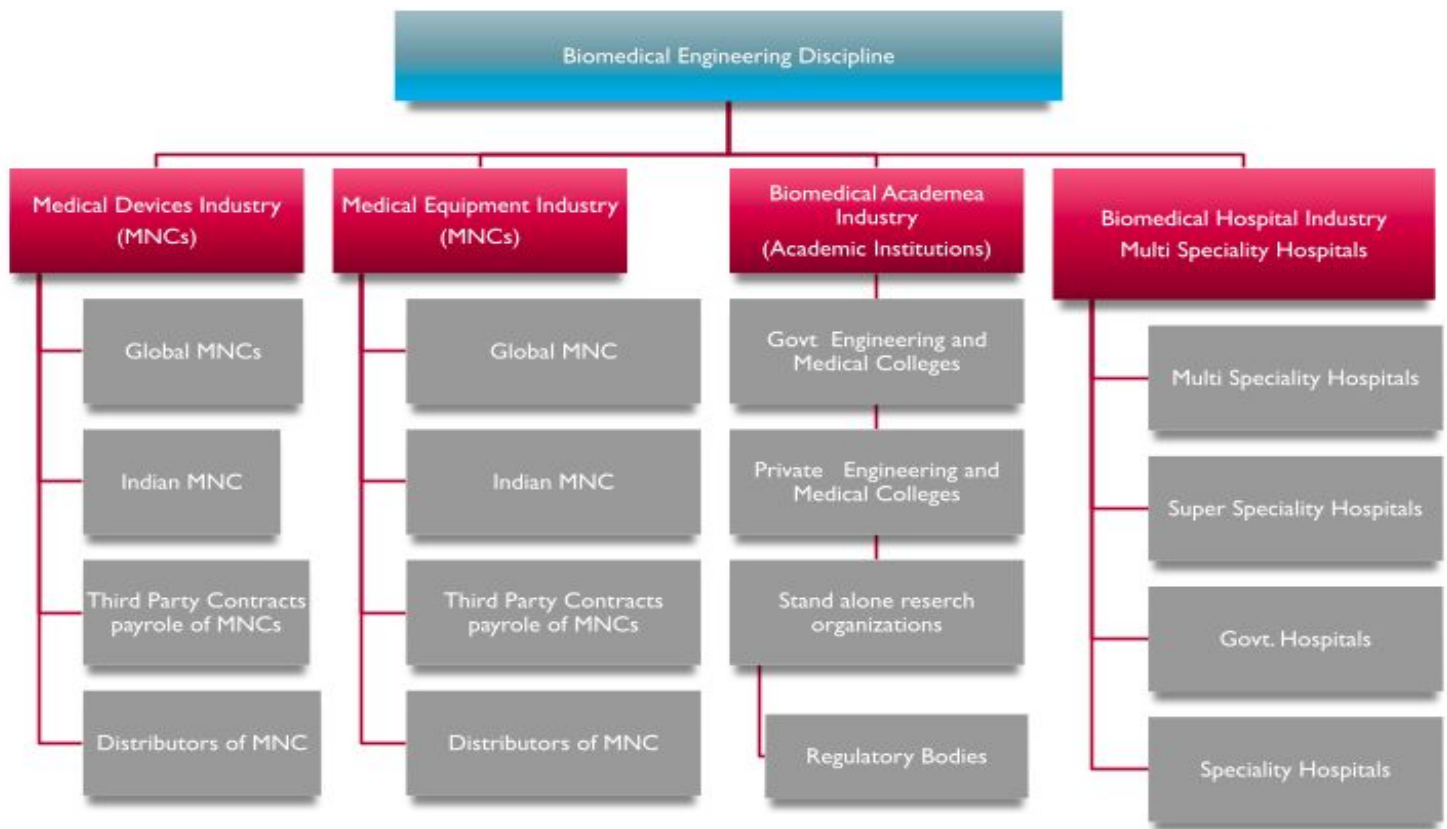 Biomedical Engineering Discipline
Medical Devices Industry
(MNCs)
Global MNCs
Indian MNC
Third Party Contracts
payrole of MNCs
Distributors of MNC
Medical Equipment Industry
(MNCs)
Global MNC
Indian MNC
Third Party Contracts
payrole of MNCs
Distributors of MNC
Biomedical Academea
Industry
(Academic Institutions)
Govt Engineering and
Medical Colleges
Private Engineering and
Medical Colleges
Stand alone reserch
organizations
Regulatory Bodies
Biomedical Hospital Industry
Multi Speciality Hospitals
Multi Speciality Hospitals
Super Speciality Hospitals
Govt. Hospitals
Speciality Hospitals